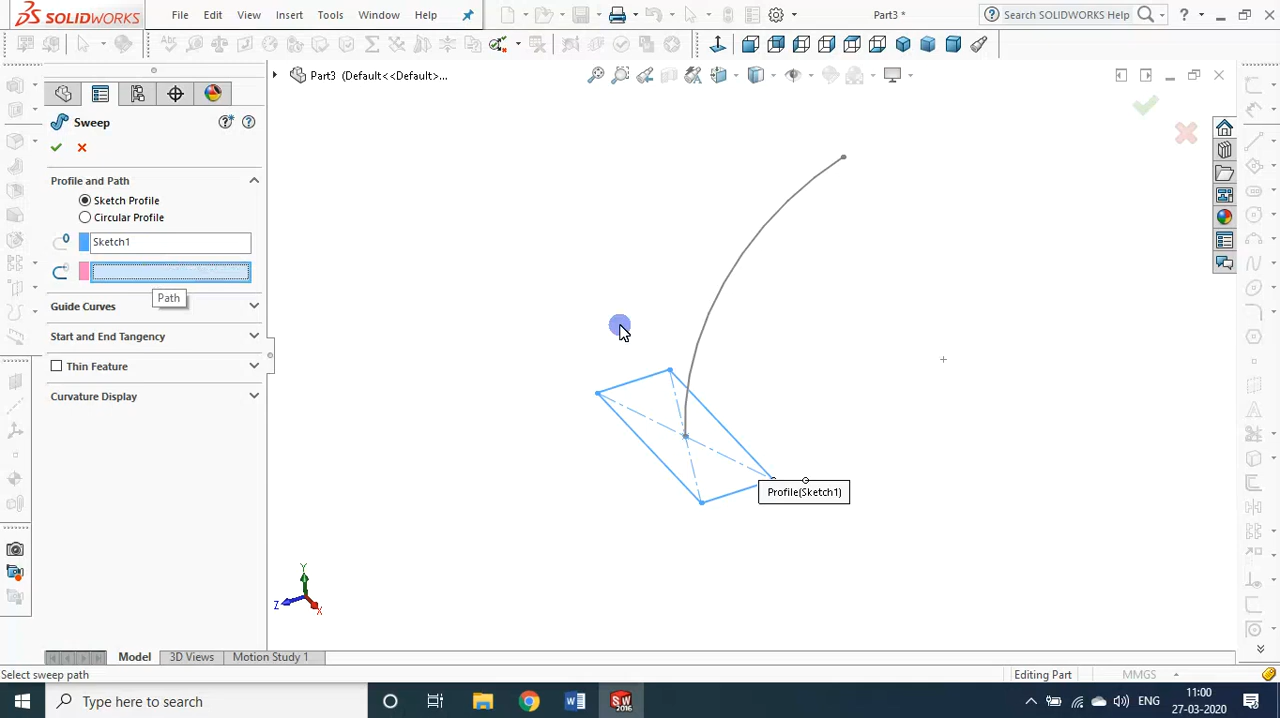 SOLIDWORKS
File Edit View Insert Tools Window Help
Part3 *
Search SOLIDWORKS Help
?
Part3 (Default<<Default>...
Sweep
Profile and Path
Sketch Profile
Circular Profile
Sketch1
Path
Guide Curves
Start and End Tangency
Thin Feature
Curvature Display
Profile(Sketch1)
Y
Z
X
Model 3D Views Motion Study 1
Select sweep path
Editing Part
MMGS
Type here to search
SW
2016
ENG
11:00
27-03-2020